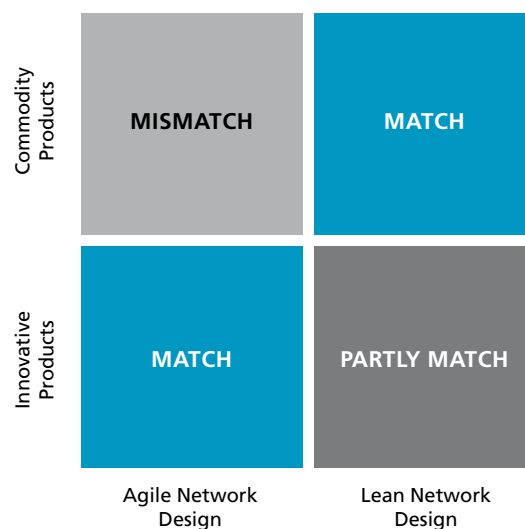 Commodity
Products
MISMATCH
MATCH
Innovative
Products
MATCH
PARTLY MATCH
Agile Network
Design
Lean Network
Design